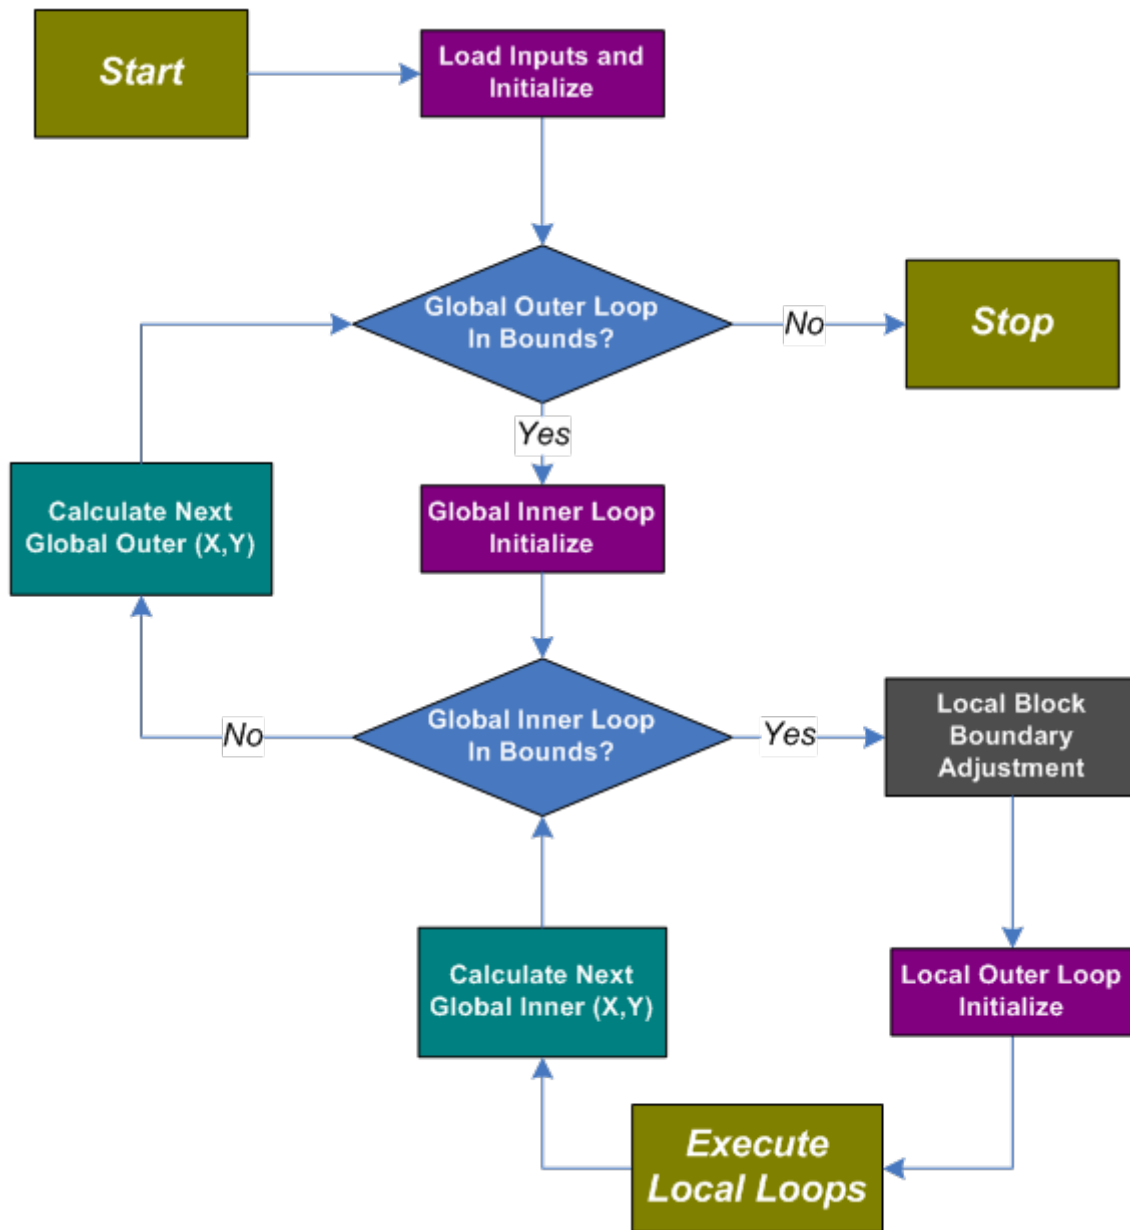 Start
Load Inputs and
Initialize
Global Outer Loop
In Bounds?
No
Stop
Yes
Calculate Next
Global Outer (X,Y)
Global Inner Loop
Initialize
Global Inner Loop
In Bounds?
No
Yes
Local Block
Boundary
Adjustment
Calculate Next
Global Inner (X,Y)
Local Outer Loop
Initialize
Execute
Local Loops